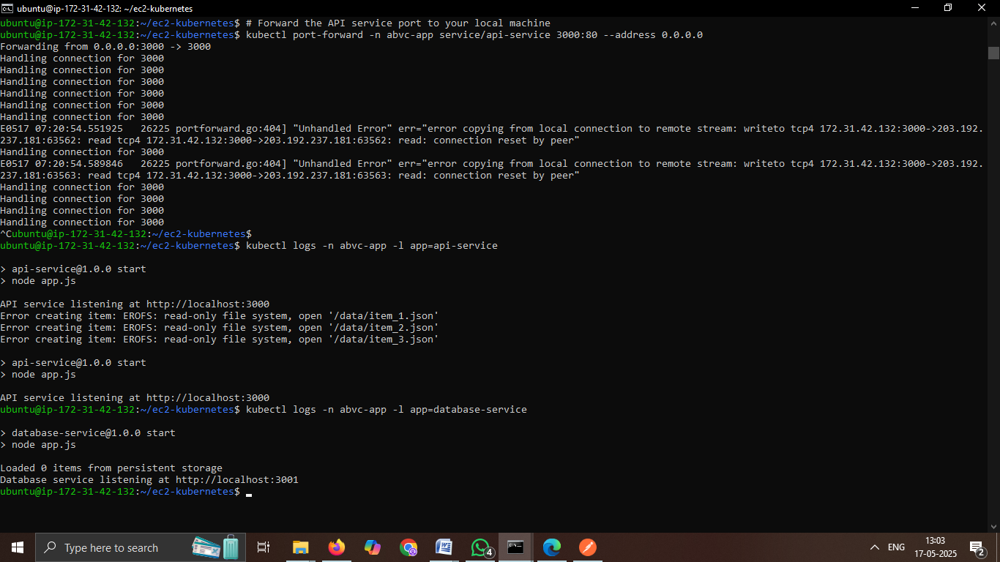 ubuntu@ip-172-31-42-132: ~/ec2-kubernetes
ubuntu@ip-172-31-42-132:~/ec2-kubernetes$ # Forward the API service port to your local machine
ubuntu@ip-172-31-42-132:~/ec2-kubernetes$ kubectl port-forward -n abvc-app service/api-service 3000:80 --address 0.0.0.0
Forwarding from 0.0.0.0:3000 -> 3000
Handling connection for 3000
Handling connection for 3000
Handling connection for 3000
Handling connection for 3000
Handling connection for 3000
Handling connection for 3000
E0517 07:20:54.551925   26225 portforward.go:404] "Unhandled Error" err="error copying from local connection to remote stream: writeto tcp4 172.31.42.132:3000->203.192.
237.181:63562: read tcp4 172.31.42.132:3000->203.192.237.181:63562: read: connection reset by peer"
Handling connection for 3000
E0517 07:20:54.589846   26225 portforward.go:404] "Unhandled Error" err="error copying from local connection to remote stream: writeto tcp4 172.31.42.132:3000->203.192.
237.181:63563: read tcp4 172.31.42.132:3000->203.192.237.181:63563: read: connection reset by peer"
Handling connection for 3000
Handling connection for 3000
Handling connection for 3000
Handling connection for 3000
^Cubuntu@ip-172-31-42-132:~/ec2-kubernetes$
ubuntu@ip-172-31-42-132:~/ec2-kubernetes$ kubectl logs -n abvc-app -l app=api-service
> api-service@1.0.0 start
> node app.js
API service listening at http://localhost:3000
Error creating item: EROFS: read-only file system, open '/data/item_1.json'
Error creating item: EROFS: read-only file system, open '/data/item_2.json'
Error creating item: EROFS: read-only file system, open '/data/item_3.json'
> api-service@1.0.0 start
> node app.js
API service listening at http://localhost:3000
ubuntu@ip-172-31-42-132:~/ec2-kubernetes$ kubectl logs -n abvc-app -l app=database-service
> database-service@1.0.0 start
> node app.js
Loaded 0 items from persistent storage
Database service listening at http://localhost:3001
ubuntu@ip-172-31-42-132:~/ec2-kubernetes$
Type here to search
4
ENG
13:03
17-05-2025
2